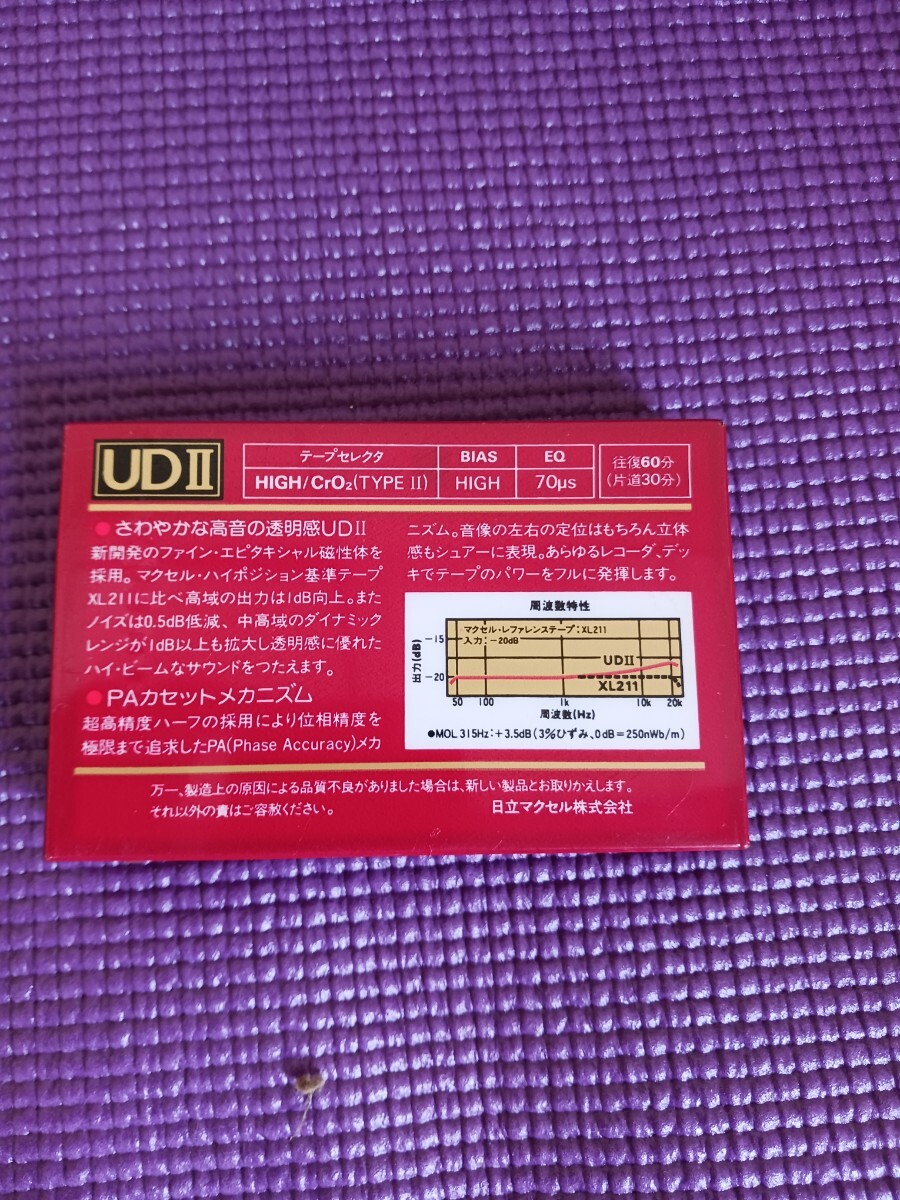 UDII
テープセレクタ BIAS EQ
HIGH/CrO₂(TYPE II) HIGH 70μs
往復60分
(片道30分)
●さわやかな高音の透明感UDII
新開発のファイン・エピタキシャル磁性体を
採用。マクセル・ハイポジション基準テープ
XL211に比べ高域の出力は1dB向上。また
ノイズは0.5dB低減、中高域のダイナミック
レンジが1dB以上も拡大し透明感に優れた
ハイ・ビームなサウンドをつたえます。
●PAカセットメカニズム
超高精度ハーフの採用により位相精度を
極限まで追求したPA(Phase Accuracy)メカ
ニズム。音像の左右の定位はもちろん立体
感もシュアーに表現。あらゆるレコーダ、デッ
キでテープのパワーをフルに発揮します。
周波数特性
マクセル・レファレンステープ:XL211
入力:-20dB
出力(dB)
-15
-20
UDII
XL211
50 100 1k 10k 20k
周波数(Hz)
●MOL 315Hz:+3.5dB(3%ひずみ、0dB=250nWb/m)
万一、製造上の原因による品質不良がありました場合は、新しい製品とお取りかえします。
それ以外の責はご容赦ください。 日立マクセル株式会社